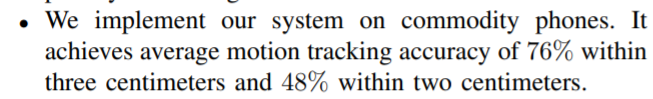 • We implement our system on commodity phones. It
achieves average motion tracking accuracy of 76% within
three centimeters and 48% within two centimeters.